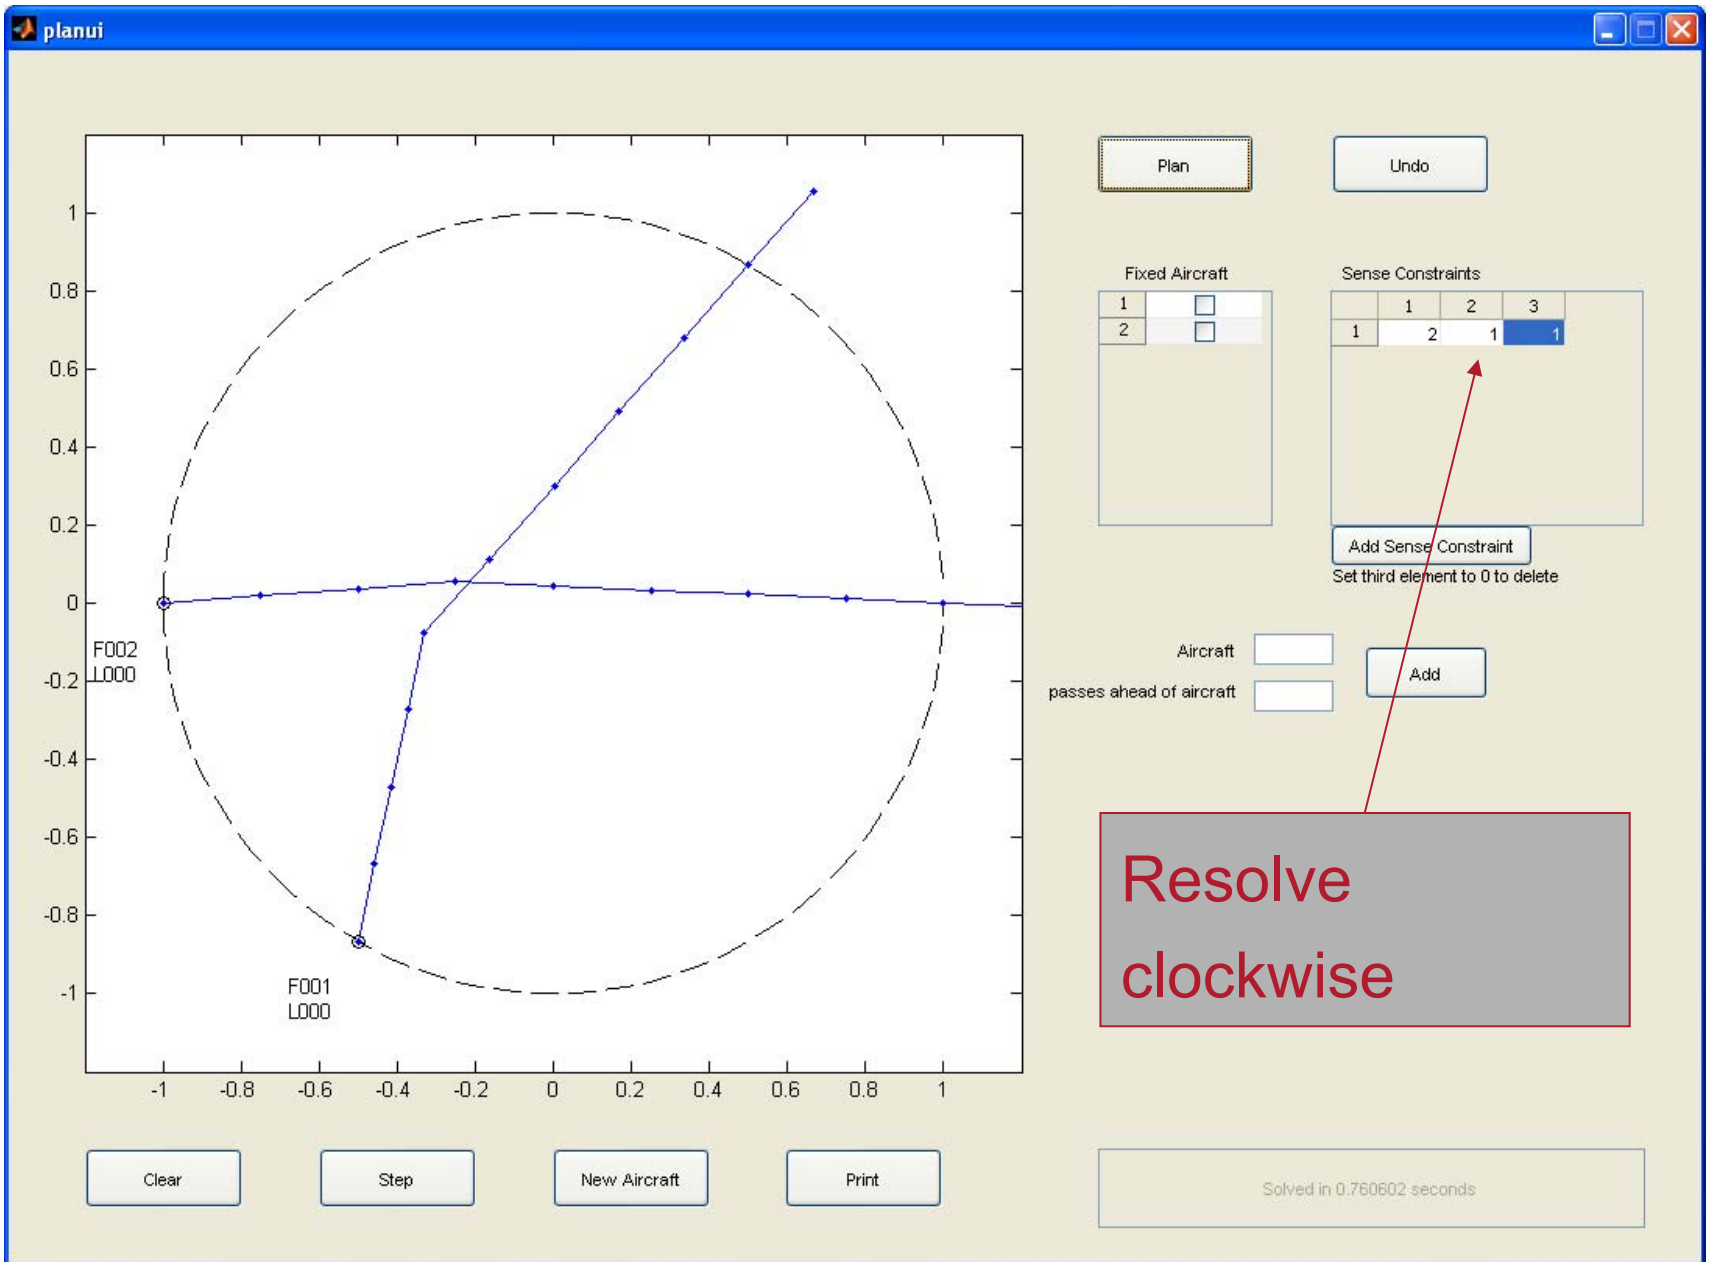 planui
Plan
Undo
Fixed Aircraft
1
2
Sense Constraints
1 2 3
1 2 1 1
Add Sense Constraint
Set third element to 0 to delete
Aircraft
passes ahead of aircraft
Add
1
0.8
0.6
0.4
0.2
0
-0.2
-0.4
-0.6
-0.8
-1
F002
L000
F001
L000
-1 -0.8 -0.6 -0.4 -0.2 0 0.2 0.4 0.6 0.8 1
Resolve
clockwise
Clear
Step
New Aircraft
Print
Solved in 0.760602 seconds